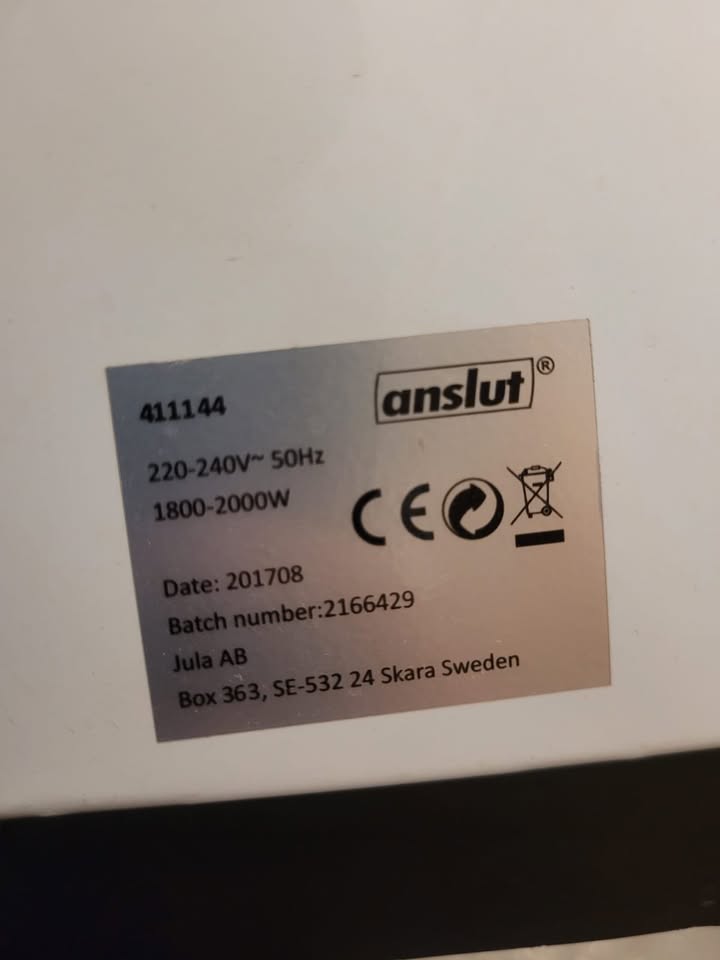 411144
anslut®
220-240V~ 50Hz
1800-2000W
CE
Date: 201708
Batch number:2166429
Jula AB
Box 363, SE-532 24 Skara Sweden